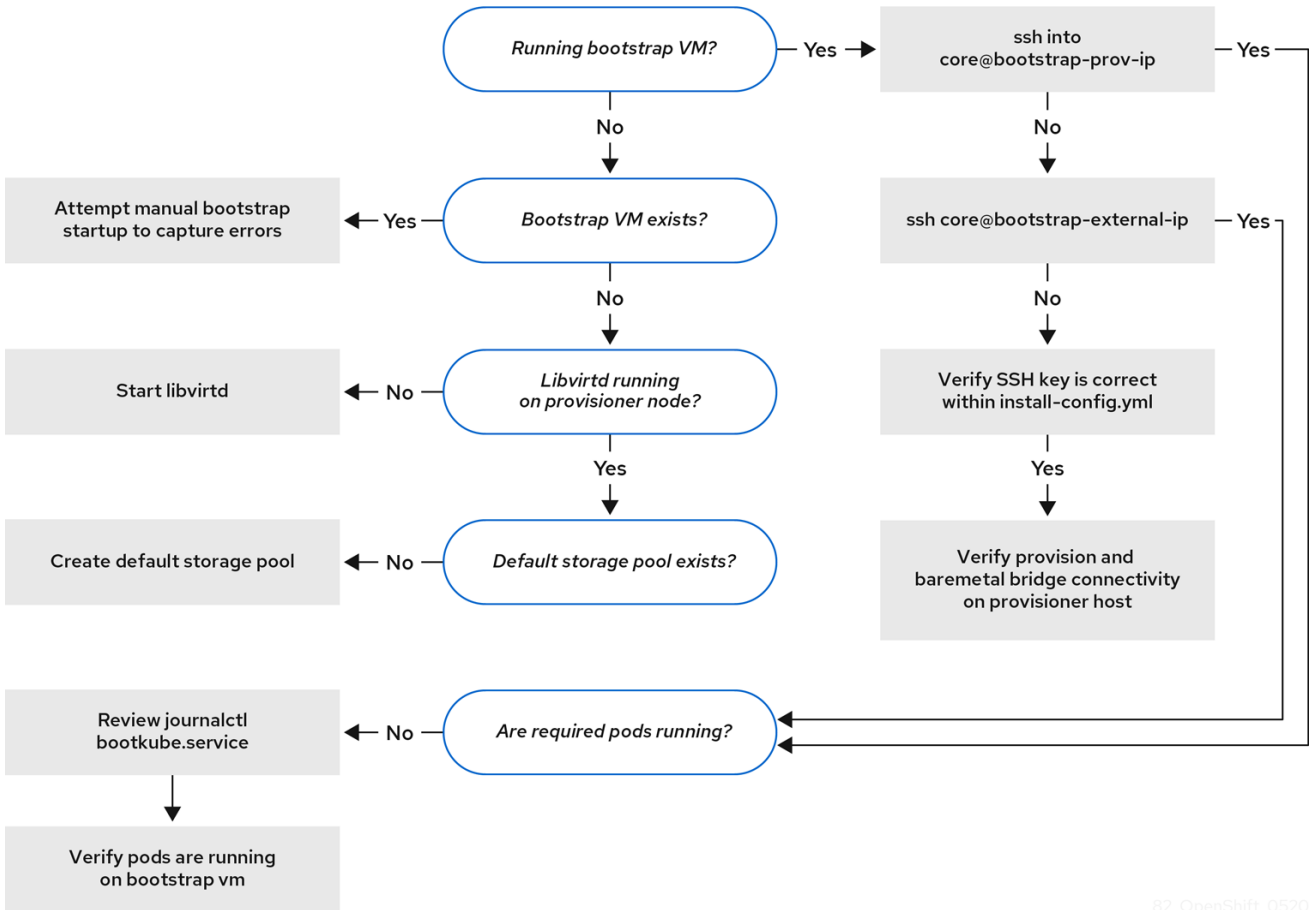 Running bootstrap VM?
Yes
ssh into
core@bootstrap-prov-ip
Yes
No
No
Attempt manual bootstrap
startup to capture errors
Yes
Bootstrap VM exists?
ssh core@bootstrap-external-ip
Yes
No
No
Start libvirtd
No
Libvirtd running
on provisioner node?
Verify SSH key is correct
within install-config.yml
Yes
Yes
Create default storage pool
No
Default storage pool exists?
Verify provision and
baremetal bridge connectivity
on provisioner host
Review journalctl
bootkube.service
No
Are required pods running?
Verify pods are running
on bootstrap vm
82_OpenShift_0520